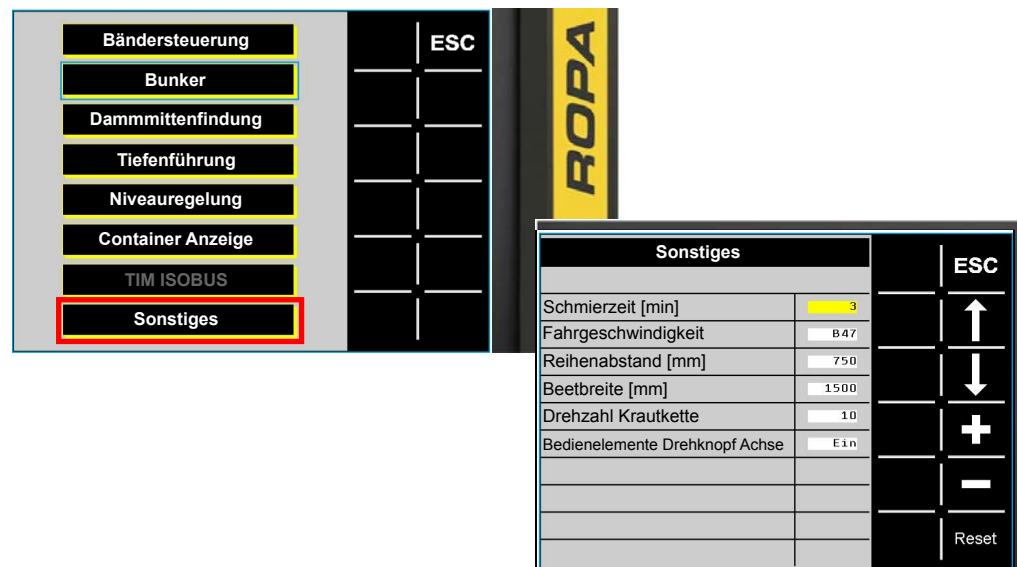 Bändersteuerung
ESC
Bunker
Dammmittenfindung
Tiefenführung
Niveauregelung
Container Anzeige
TIM ISOBUS
Sonstiges
ROPA
Sonstiges
ESC
Schmierzeit [min] 3
Fahrgeschwindigkeit B47
Reihenabstand [mm] 750
Beetbreite [mm] 1500
Drehzahl Krautkette 10
Bedienelemente Drehknopf Achse Ein
Reset